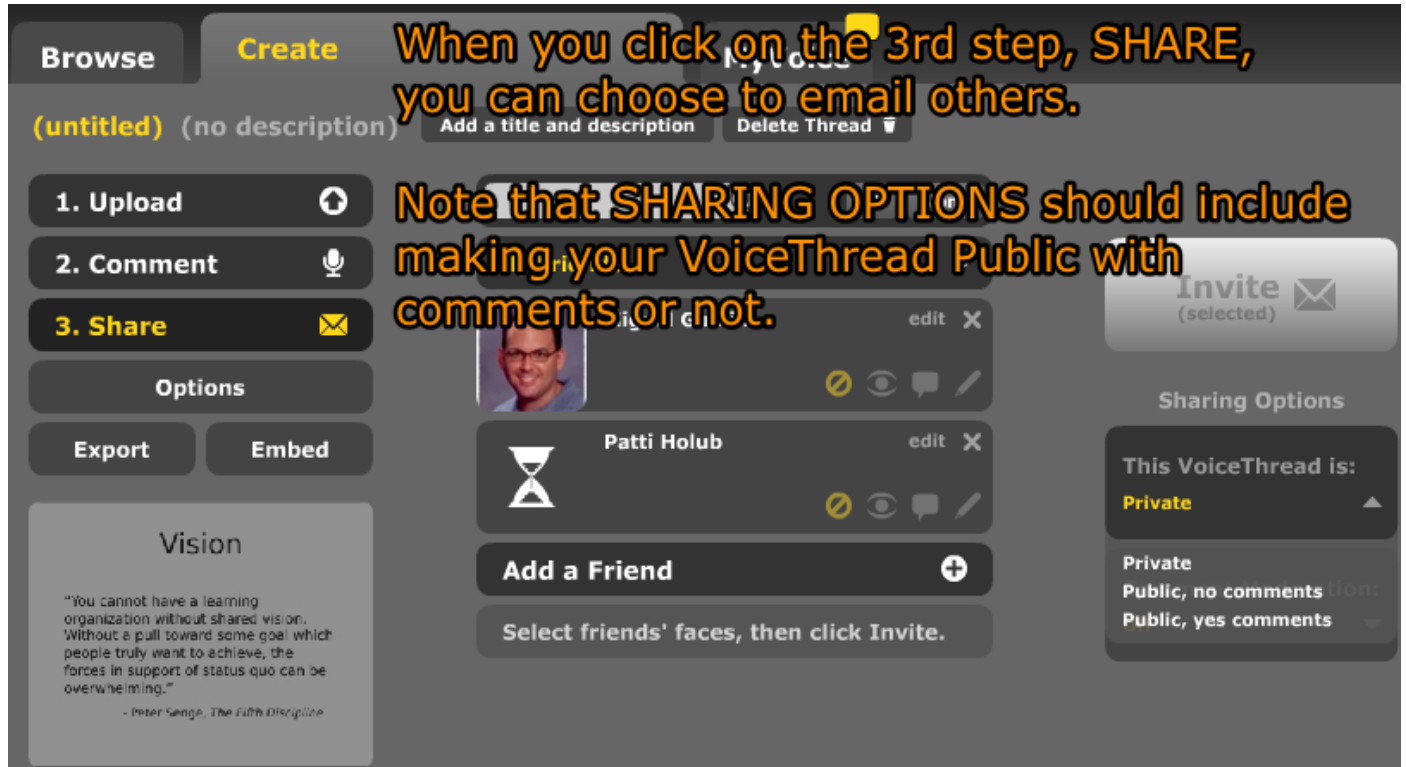 Browse
Create
When you click on the 3rd step, SHARE,
you can choose to email others.
(untitled) (no description)
Add a title and description
Delete Thread
1. Upload
2. Comment
3. Share
Options
Export
Embed
Note that SHARING OPTIONS should include
making your VoiceThread Public with
comments or not.
edit
Patti Holub
edit
Add a Friend
Select friends' faces, then click Invite.
Invite
(selected)
Sharing Options
This VoiceThread is:
Private
Private
Public, no comments
Public, yes comments
Vision
"You cannot have a learning
organization without shared vision.
Without a pull toward some goal which
people truly want to achieve, the
forces in support of status quo can be
overwhelming."
- Peter Senge, The Fifth Discipline